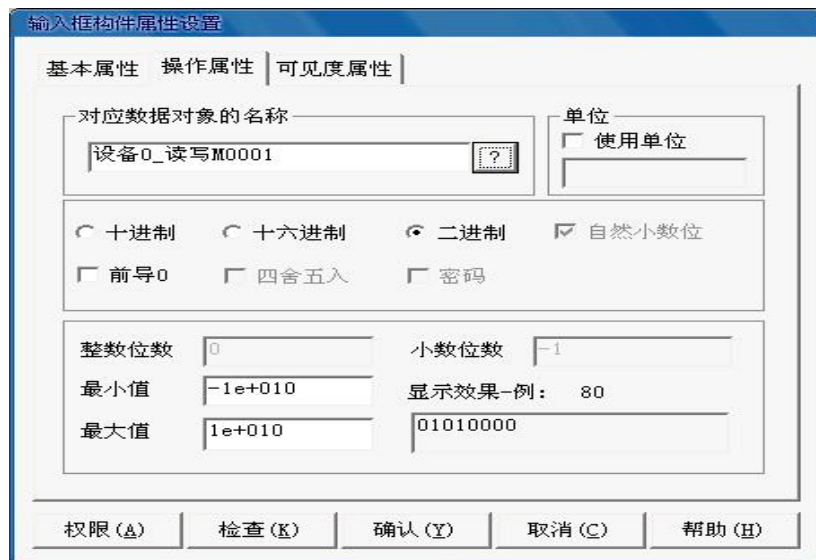 输入框构件属性设置
基本属性 操作属性 可见度属性
对应数据对象的名称 单位
设备0_读写M0001 ? 使用单位
十进制 十六进制 二进制 自然小数位
前导0 四舍五入 密码
整数位数 0 小数位数 -1
最小值 -1e+010 显示效果-例： 80
最大值 1e+010 01010000
权限(A) 检查(K) 确认(Y) 取消(C) 帮助(H)